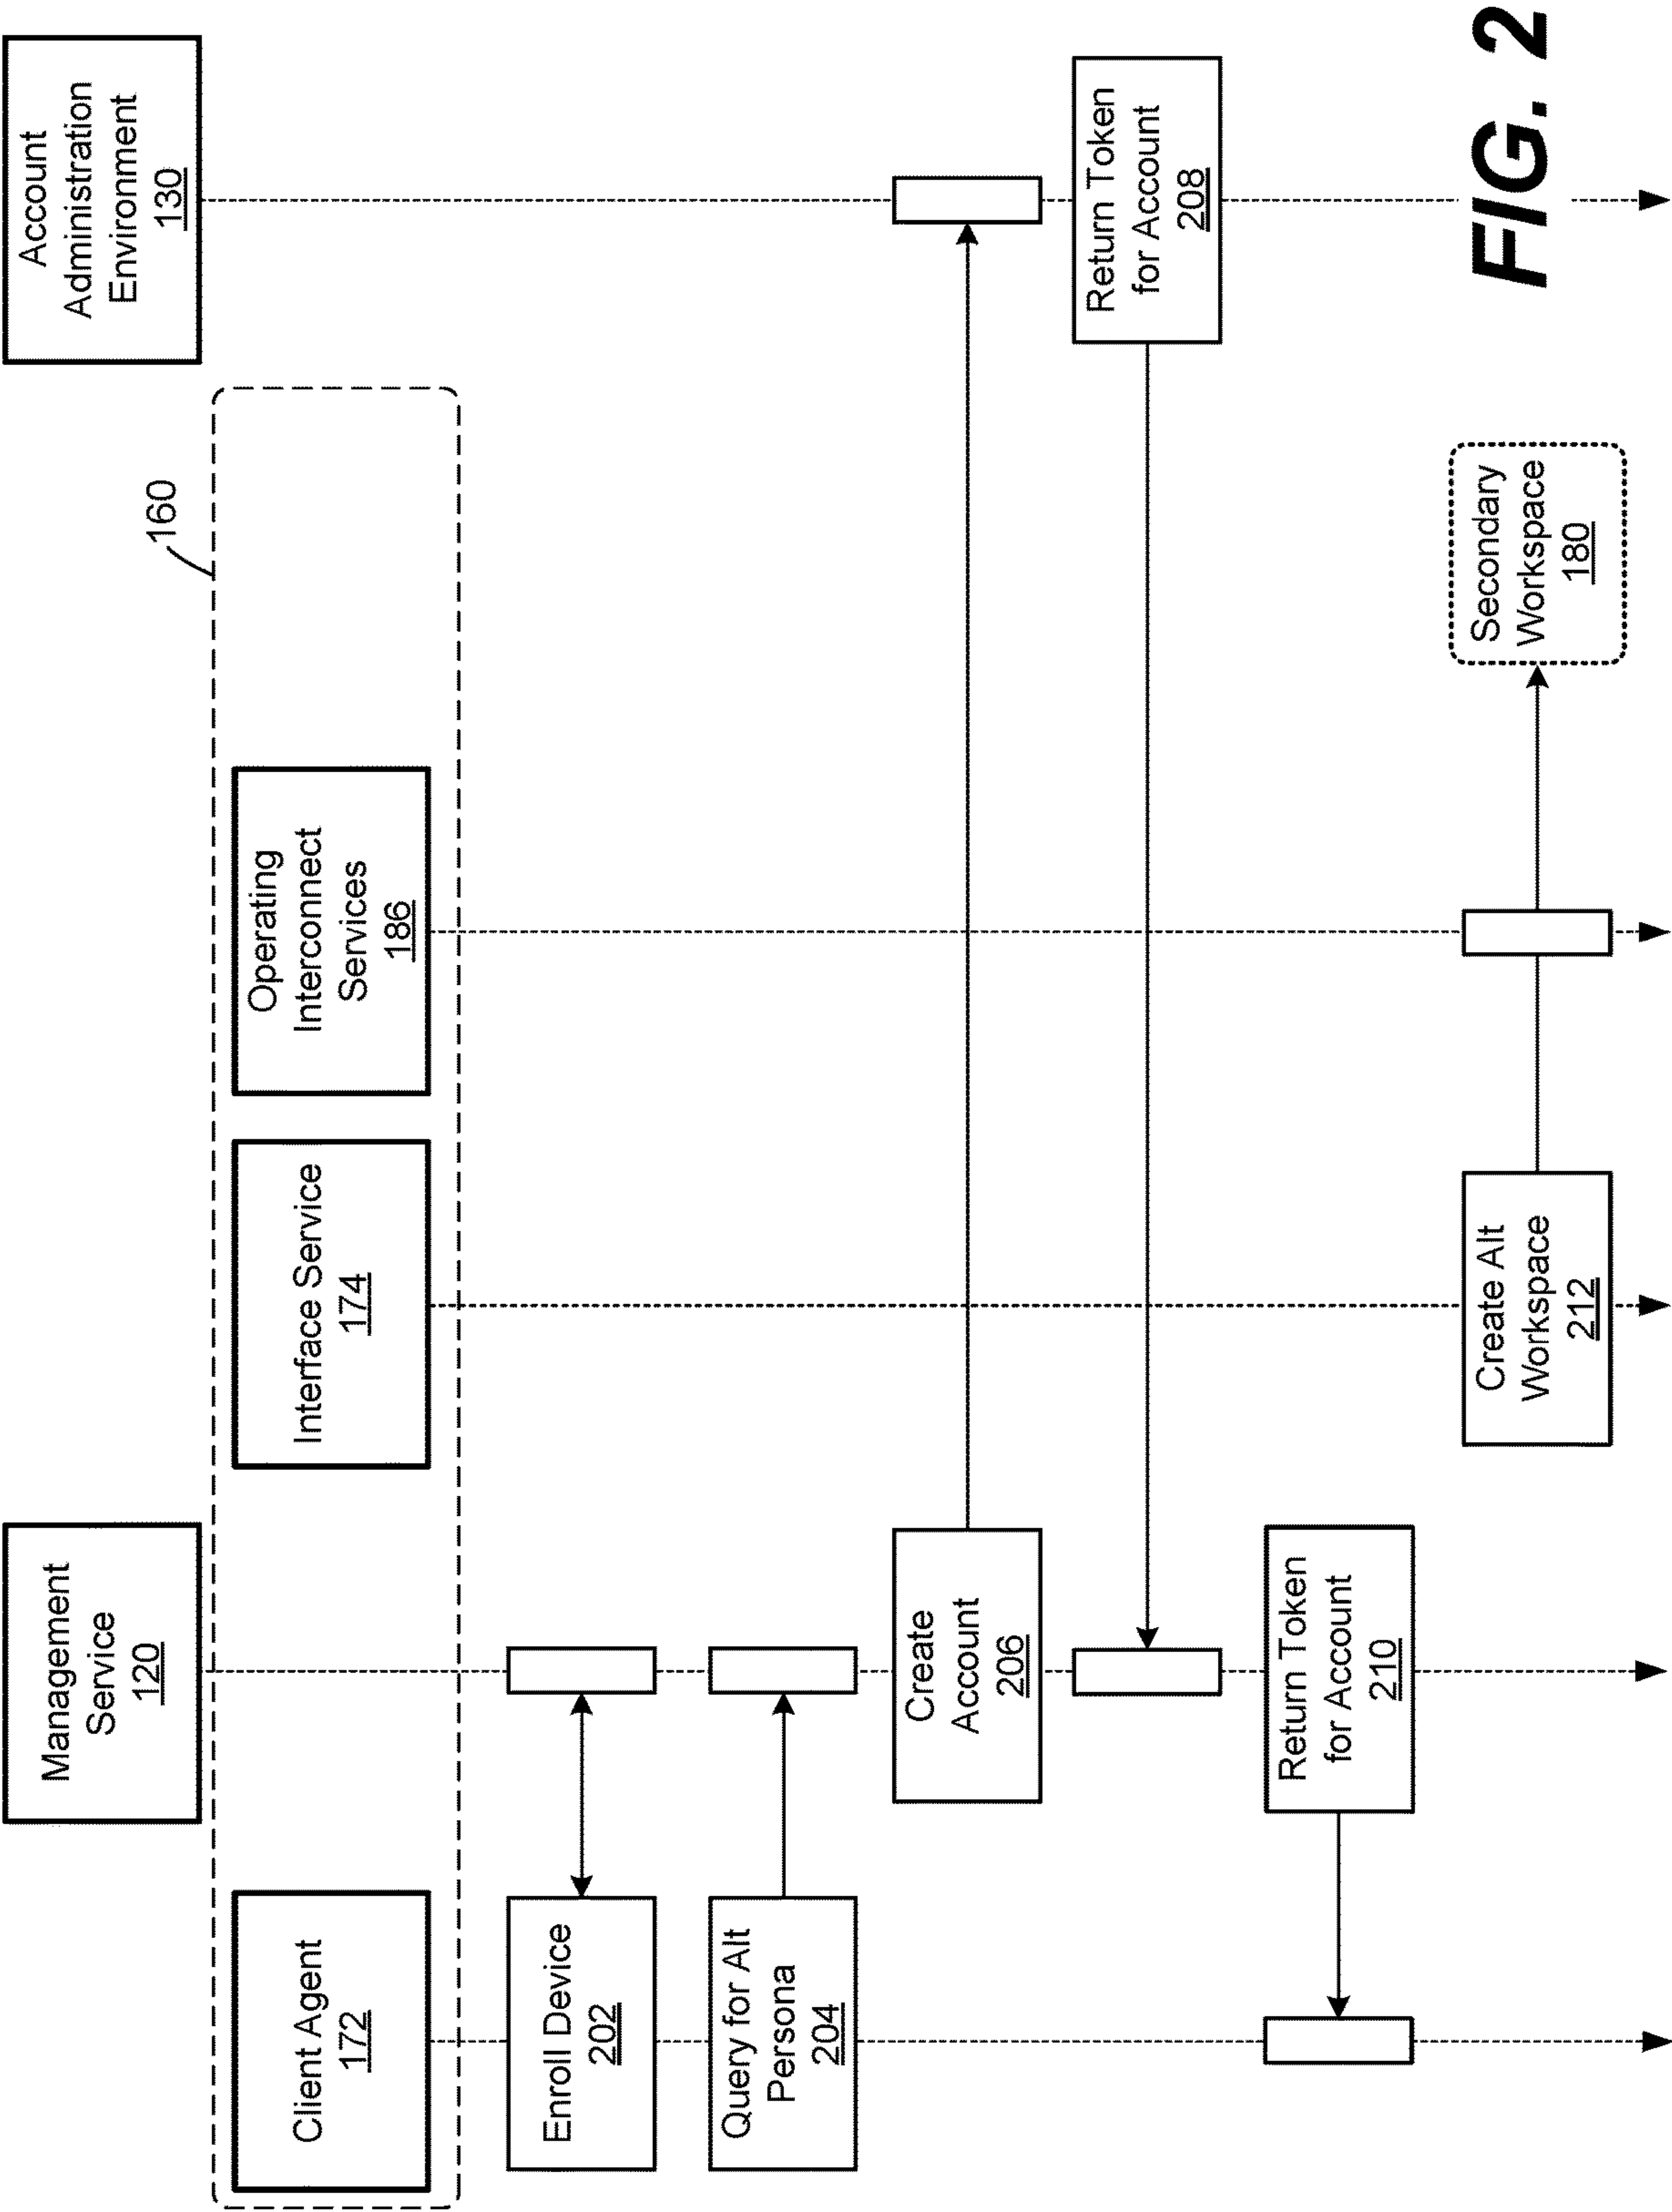 Management
Service
120
Account
Administration
Environment
130
160
Client Agent
172
Interface Service
174
Operating
Interconnect
Services
186
Enroll Device
202
Query for Alt
Persona
204
Create
Account
206
Return Token
for Account
208
Return Token
for Account
210
Create Alt
Workspace
212
Secondary
Workspace
180
FIG. 2